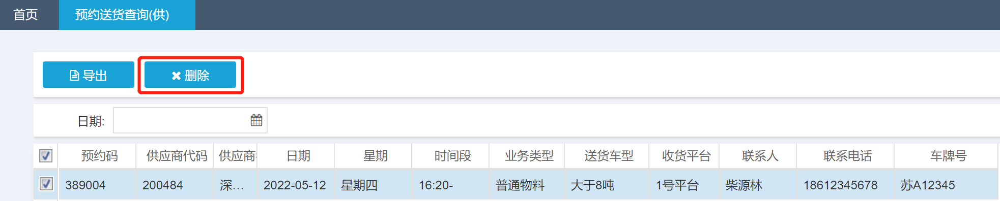 首页 预约送货查询(供)
导出 删除
日期:
预约码 供应商代码 供应商 日期 星期 时间段 业务类型 送货车型 收货平台 联系人 联系电话 车牌号
389004 200484 深... 2022-05-12 星期四 16:20- 普通物料 大于8吨 1号平台 柴源林 18612345678 苏A12345